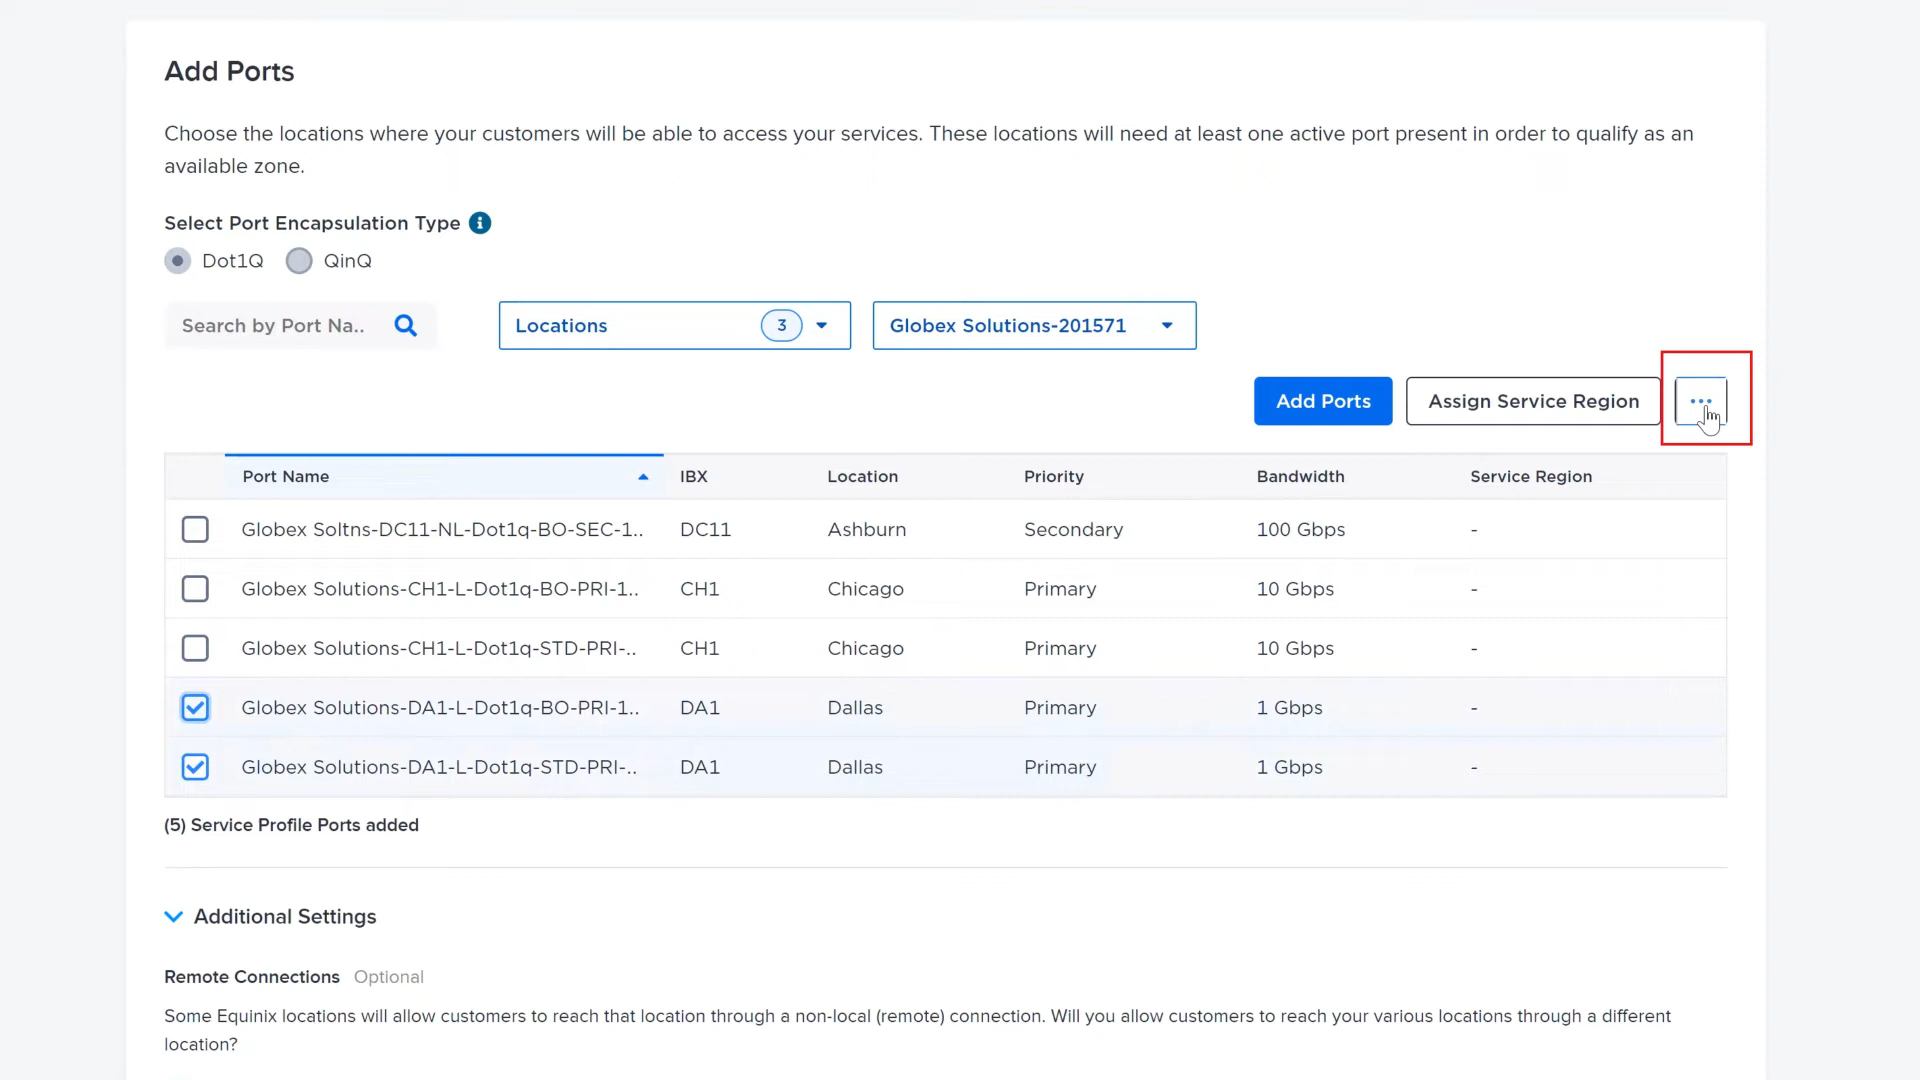 Add Ports
Choose the locations where your customers will be able to access your services. These locations will need at least one active port present in order to qualify as an
available zone.
Select Port Encapsulation Type i
Dot1Q QinQ
Search by Port Na.. Locations 3 Globex Solutions-201571
Add Ports Assign Service Region ...
Port Name IBX Location Priority Bandwidth Service Region
Globex Soltns-DC11-NL-Dot1q-BO-SEC-1.. DC11 Ashburn Secondary 100 Gbps -
Globex Solutions-CH1-L-Dot1q-BO-PRI-1.. CH1 Chicago Primary 10 Gbps -
Globex Solutions-CH1-L-Dot1q-STD-PRI-.. CH1 Chicago Primary 10 Gbps -
Globex Solutions-DA1-L-Dot1q-BO-PRI-1.. DA1 Dallas Primary 1 Gbps -
Globex Solutions-DA1-L-Dot1q-STD-PRI-.. DA1 Dallas Primary 1 Gbps -
(5) Service Profile Ports added
Additional Settings
Remote Connections Optional
Some Equinix locations will allow customers to reach that location through a non-local (remote) connection. Will you allow customers to reach your various locations through a different
location?